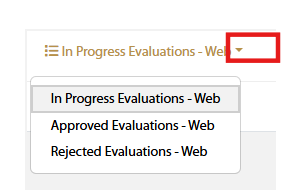 In Progress Evaluations - Web
In Progress Evaluations - Web
Approved Evaluations - Web
Rejected Evaluations - Web